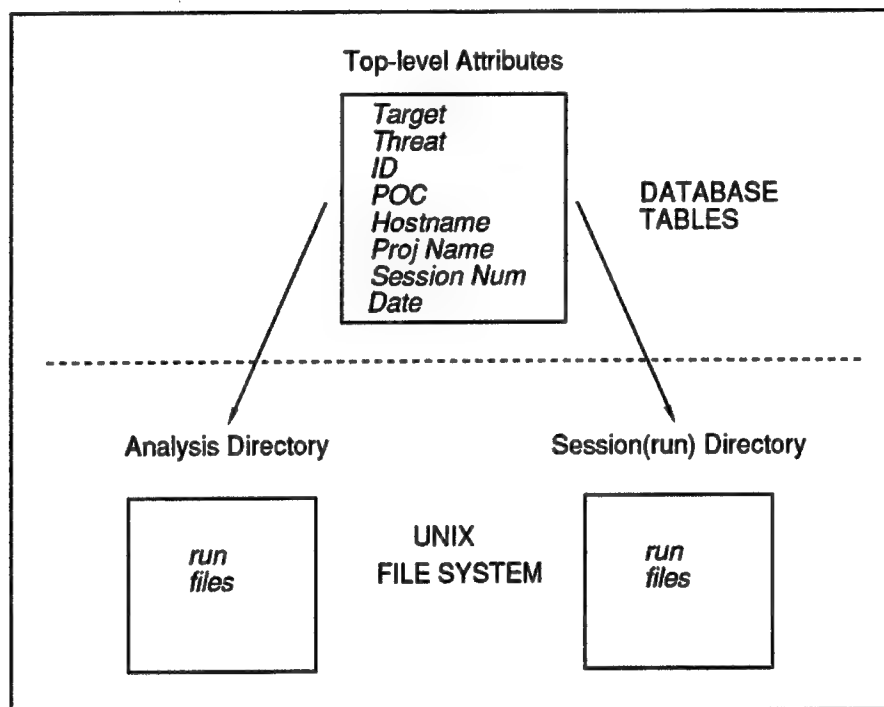 Top-level Attributes
Target
Threat
ID
POC
Hostname
Proj Name
Session Num
Date
DATABASE
TABLES
Analysis Directory
Session(run) Directory
run
files
UNIX
FILE SYSTEM
run
files